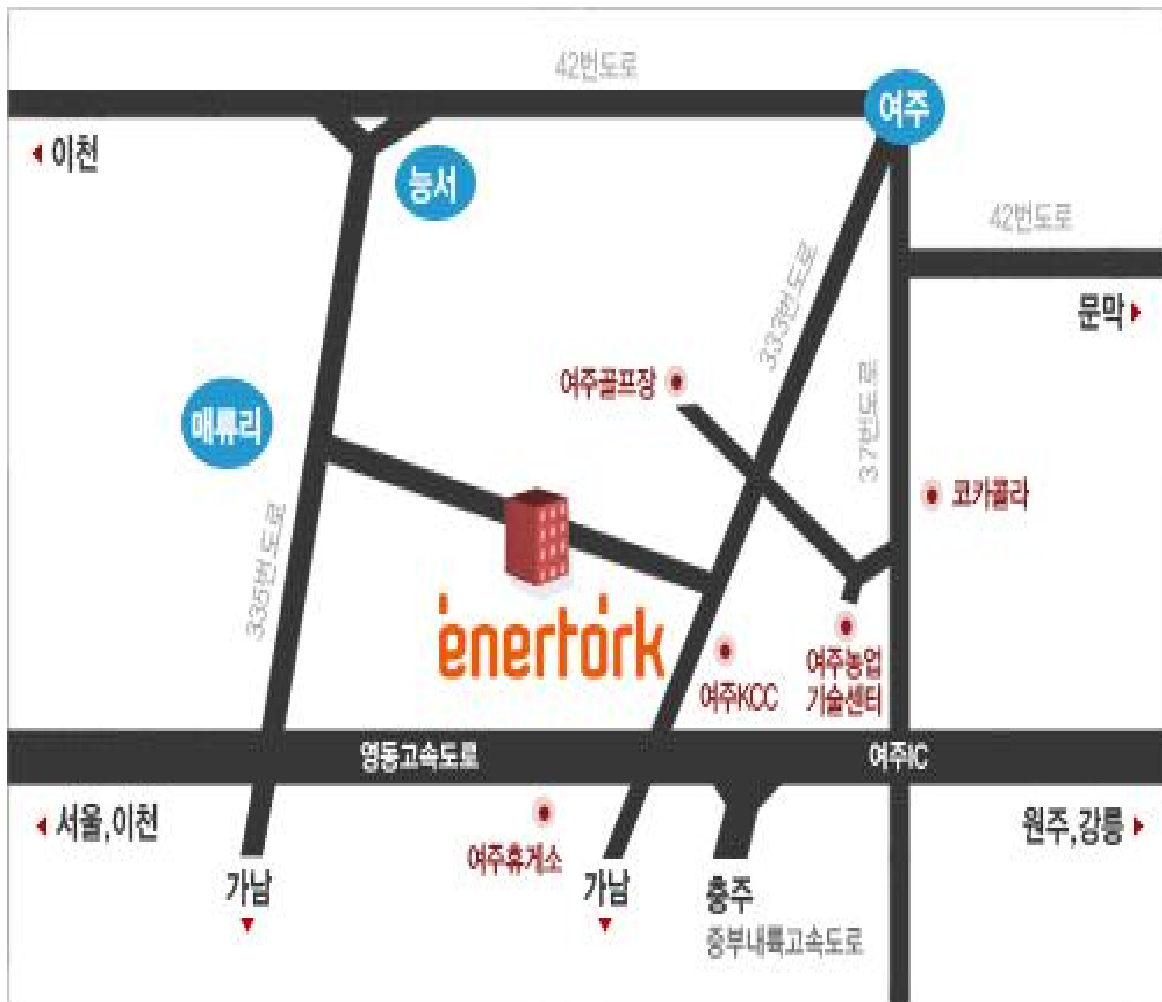 42번도로
여주
이천
능서
42번도로
333번도로
문막
여주골프장
37번도로
매류리
코카콜라
335번도로
enertork
여주농업
기술센터
여주KCC
영동고속도로
여주IC
서울,이천
원주,강릉
여주휴게소
가남
가남
충주
중부내륙고속도로